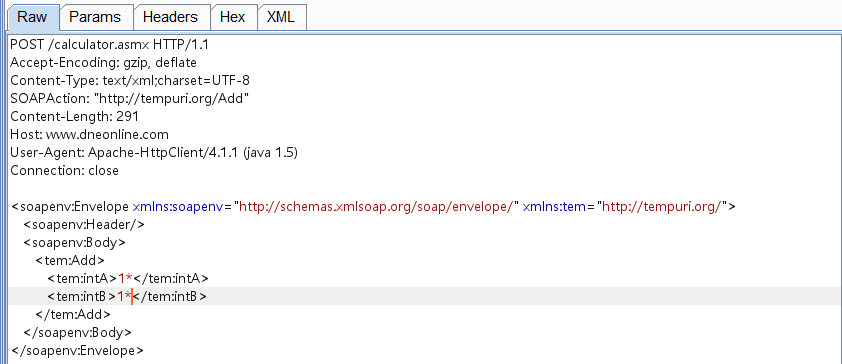 Raw Params Headers Hex XML
POST /calculator.asmx HTTP/1.1
Accept-Encoding: gzip, deflate
Content-Type: text/xml;charset=UTF-8
SOAPAction: "http://tempuri.org/Add"
Content-Length: 291
Host: www.dneonline.com
User-Agent: Apache-HttpClient/4.1.1 (java 1.5)
Connection: close
<soapenv:Envelope xmlns:soapenv="http://schemas.xmlsoap.org/soap/envelope/" xmlns:tem="http://tempuri.org/">
<soapenv:Header/>
<soapenv:Body>
<tem:Add>
<tem:intA>1*</tem:intA>
<tem:intB>1*</tem:intB>
</tem:Add>
</soapenv:Body>
</soapenv:Envelope>